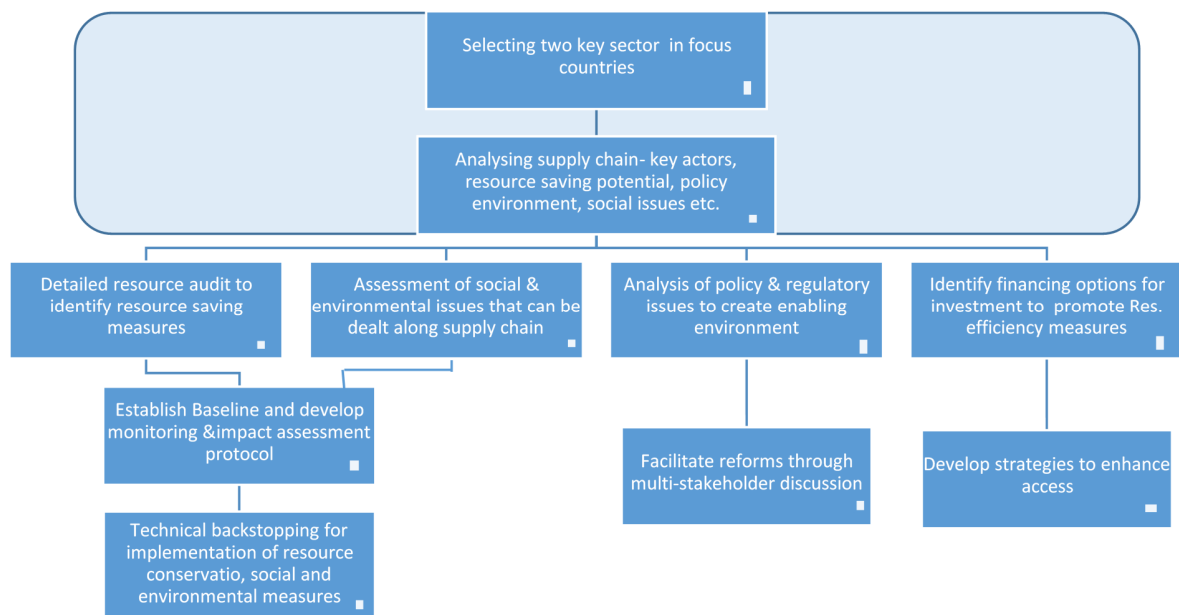 Selecting two key sector  in focus
countries
Analysing supply chain- key actors,
resource saving potential, policy
environment, social issues etc.
Detailed resource audit to
identify resource saving
measures
Assessment of social &
environmental issues that can be
dealt along supply chain
Analysis of policy & regulatory
issues to create enabling
environment
Identify financing options for
investment to  promote Res.
efficiency measures
Establish Baseline and develop
monitoring &impact assessment
protocol
Facilitate reforms through
multi-stakeholder discussion
Develop strategies to enhance
access
Technical backstopping for
implementation of resource
conservatio, social and
environmental measures